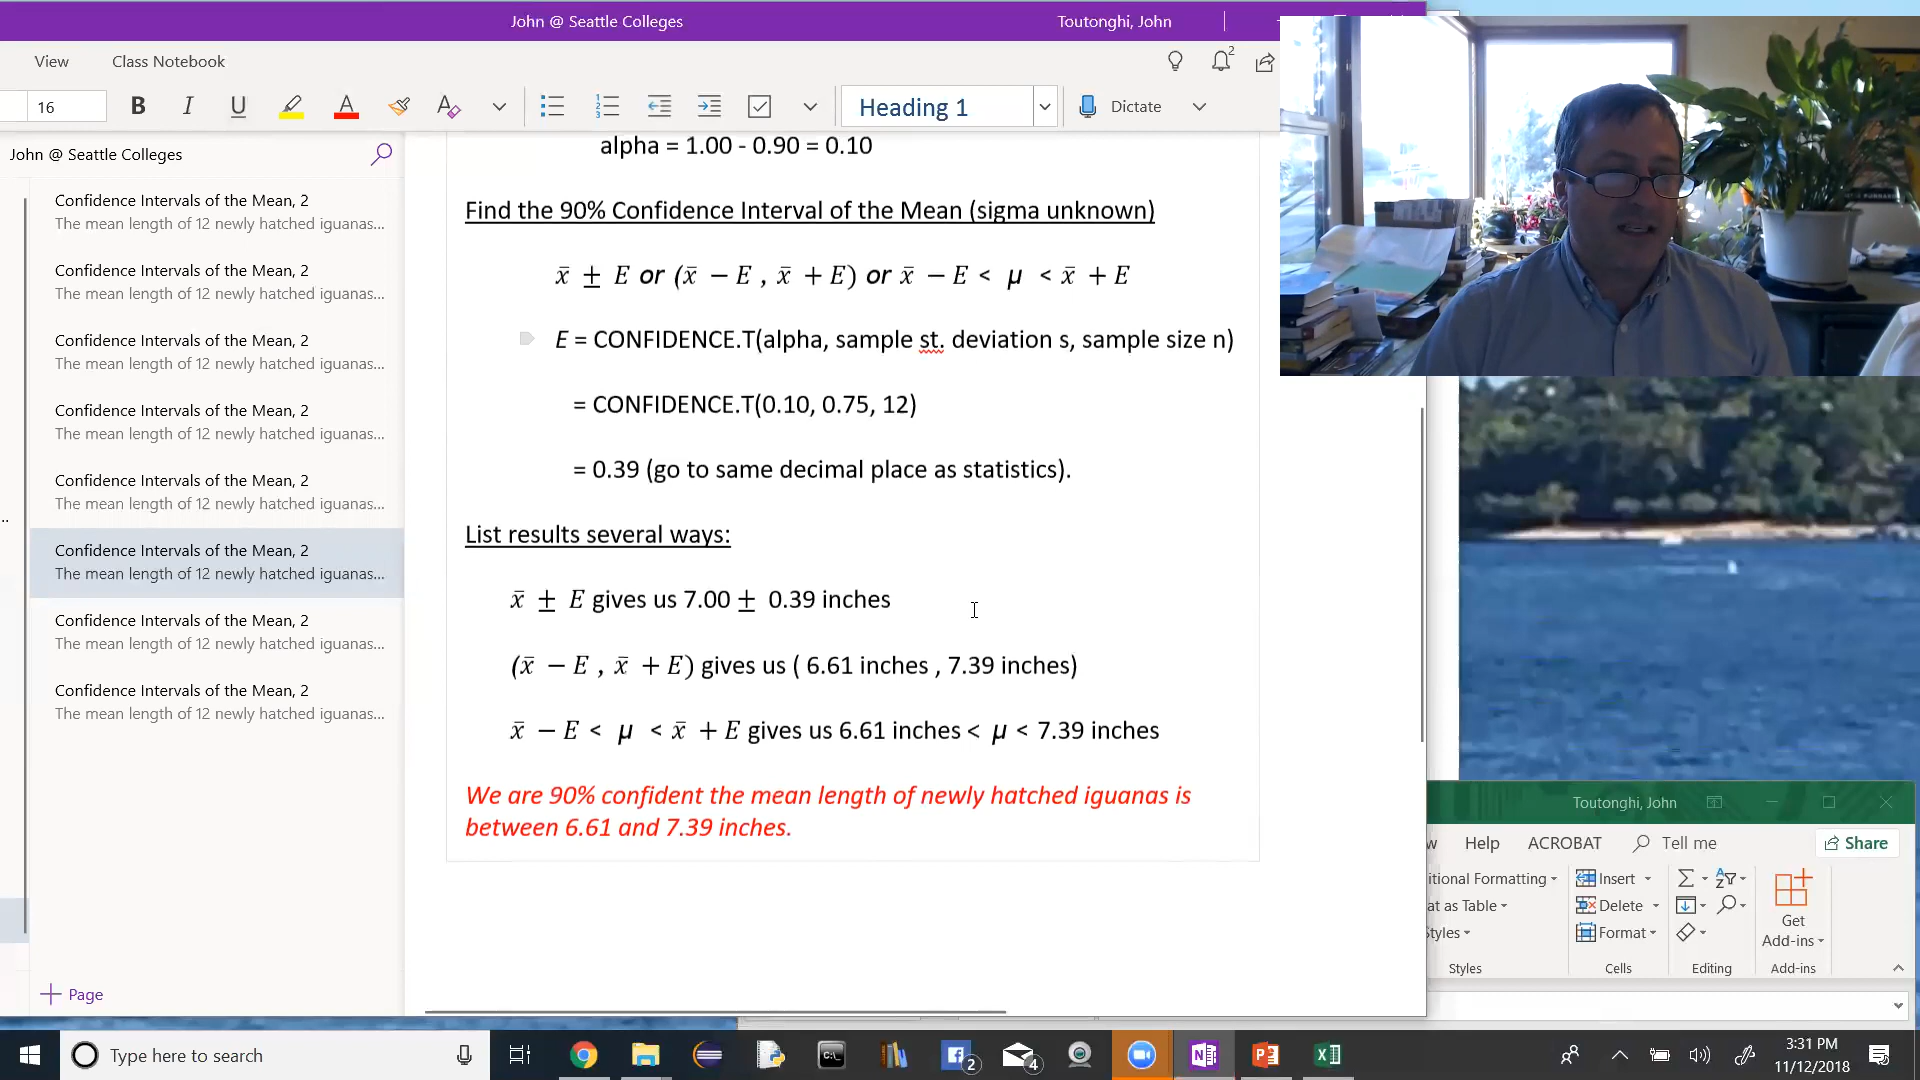 John @ Seattle Colleges
Toutonghi, John
View
Class Notebook
2
16
B
I
U
A
A
Heading 1
Dictate
John @ Seattle Colleges
Confidence Intervals of the Mean, 2
The mean length of 12 newly hatched iguanas...
Confidence Intervals of the Mean, 2
The mean length of 12 newly hatched iguanas...
Confidence Intervals of the Mean, 2
The mean length of 12 newly hatched iguanas...
Confidence Intervals of the Mean, 2
The mean length of 12 newly hatched iguanas...
Confidence Intervals of the Mean, 2
The mean length of 12 newly hatched iguanas...
Confidence Intervals of the Mean, 2
The mean length of 12 newly hatched iguanas...
Confidence Intervals of the Mean, 2
The mean length of 12 newly hatched iguanas...
Confidence Intervals of the Mean, 2
The mean length of 12 newly hatched iguanas...
Page
alpha = 1.00 - 0.90 = 0.10
Find the 90% Confidence Interval of the Mean (sigma unknown)
x̄ ± E or (x̄ − E , x̄ + E) or x̄ − E < μ < x̄ + E
E = CONFIDENCE.T(alpha, sample st. deviation s, sample size n)
= CONFIDENCE.T(0.10, 0.75, 12)
= 0.39 (go to same decimal place as statistics).
List results several ways:
x̄ ± E gives us 7.00 ± 0.39 inches
(x̄ − E , x̄ + E) gives us ( 6.61 inches , 7.39 inches)
x̄ − E < μ < x̄ + E gives us 6.61 inches < μ < 7.39 inches
We are 90% confident the mean length of newly hatched iguanas is
between 6.61 and 7.39 inches.
Toutonghi, John
w
Help
ACROBAT
Tell me
Share
itional Formatting
at as Table
Styles
Styles
Insert
Delete
Format
Cells
Editing
Get
Add-ins
Add-ins
Type here to search
2
4
3:31 PM
11/12/2018